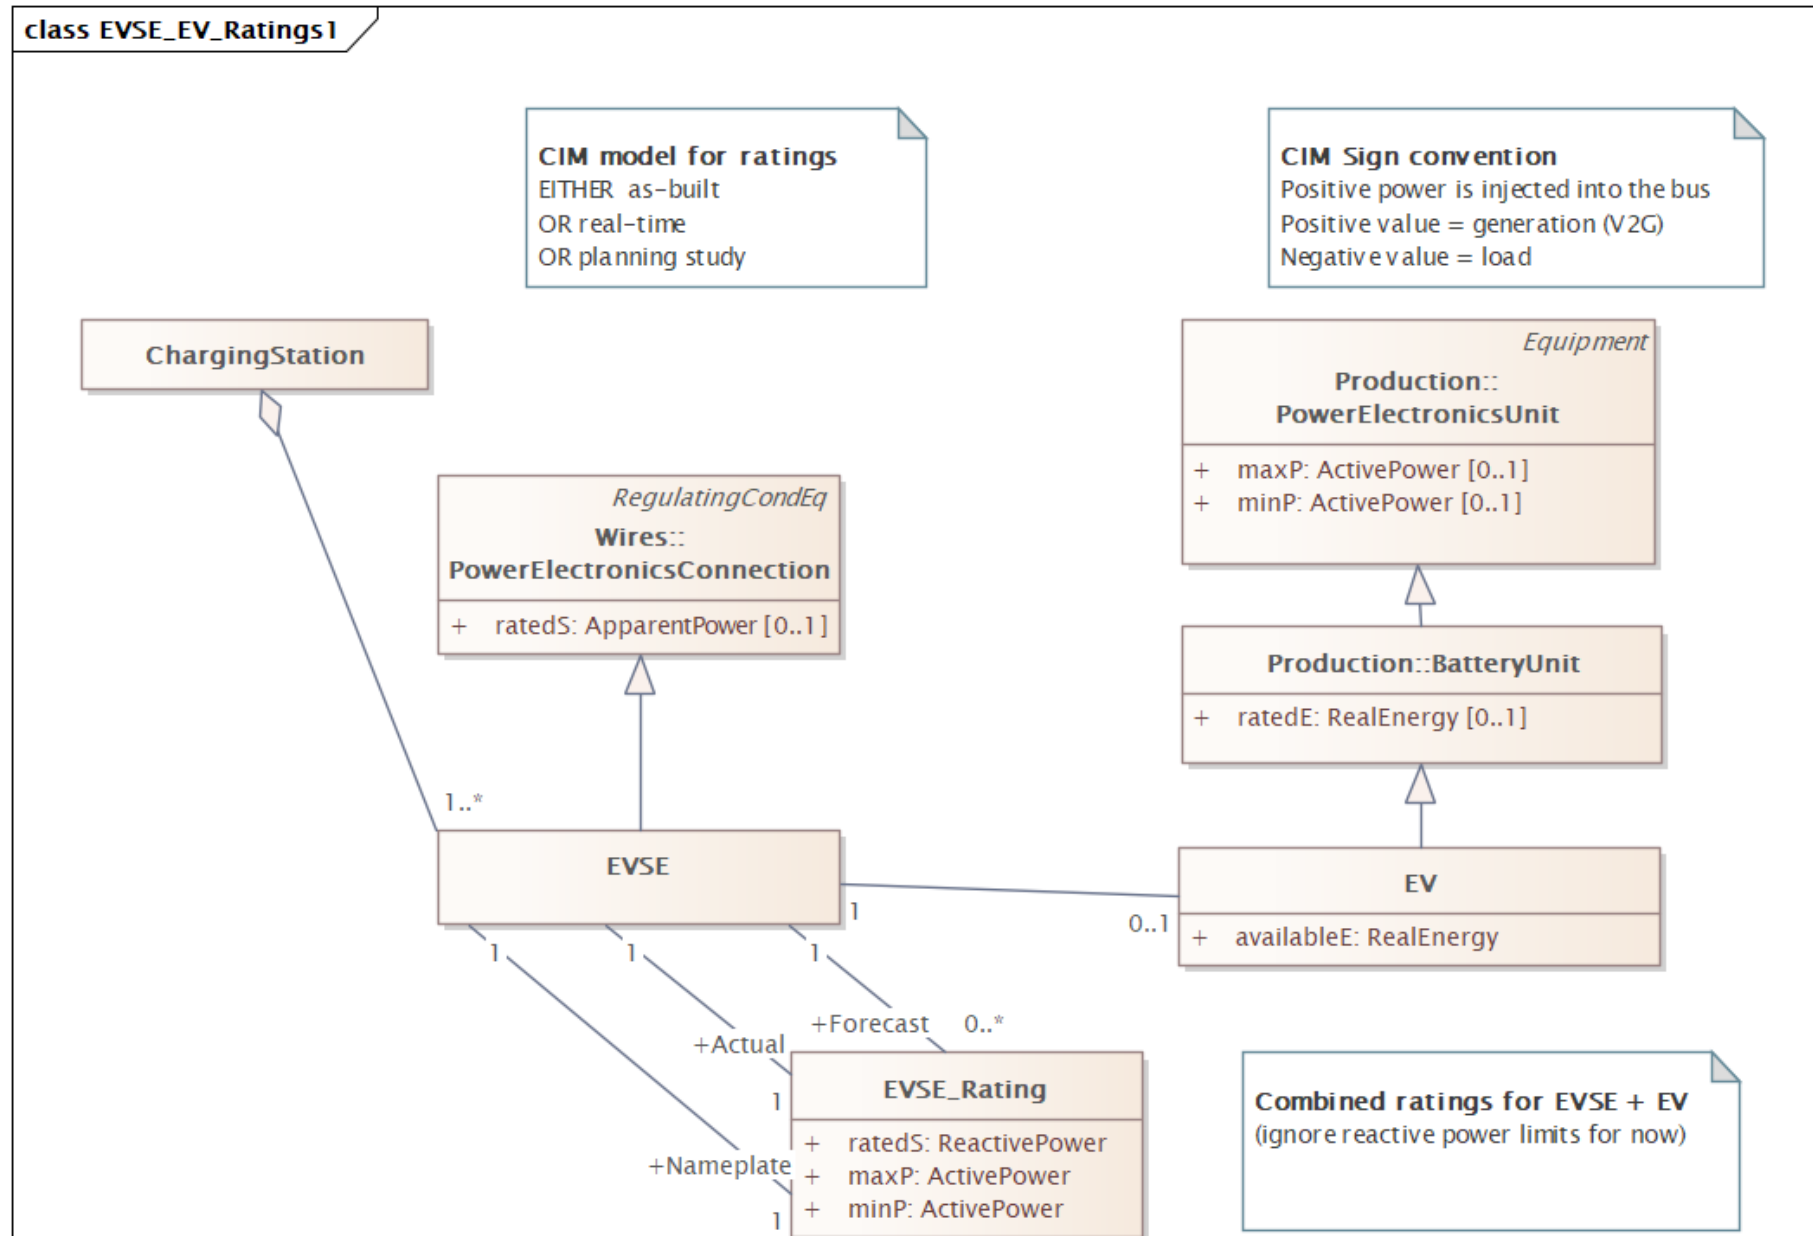 class EVSE_EV_Ratings1
CIM model for ratings
EITHER as-built
OR real-time
OR planning study
CIM Sign convention
Positive power is injected into the bus
Positive value = generation (V2G)
Negative value = load
ChargingStation
Equipment
Production::
PowerElectronicsUnit
+ maxP: ActivePower [0..1]
+ minP: ActivePower [0..1]
RegulatingCondEq
Wires::
PowerElectronicsConnection
+ ratedS: ApparentPower [0..1]
Production::BatteryUnit
+ ratedE: RealEnergy [0..1]
1..*
EVSE
EV
+ availableE: RealEnergy
1
0..1
1
1
1
+Forecast 0..*
+Actual
1
+Nameplate
1
EVSE_Rating
+ ratedS: ReactivePower
+ maxP: ActivePower
+ minP: ActivePower
Combined ratings for EVSE + EV
(ignore reactive power limits for now)